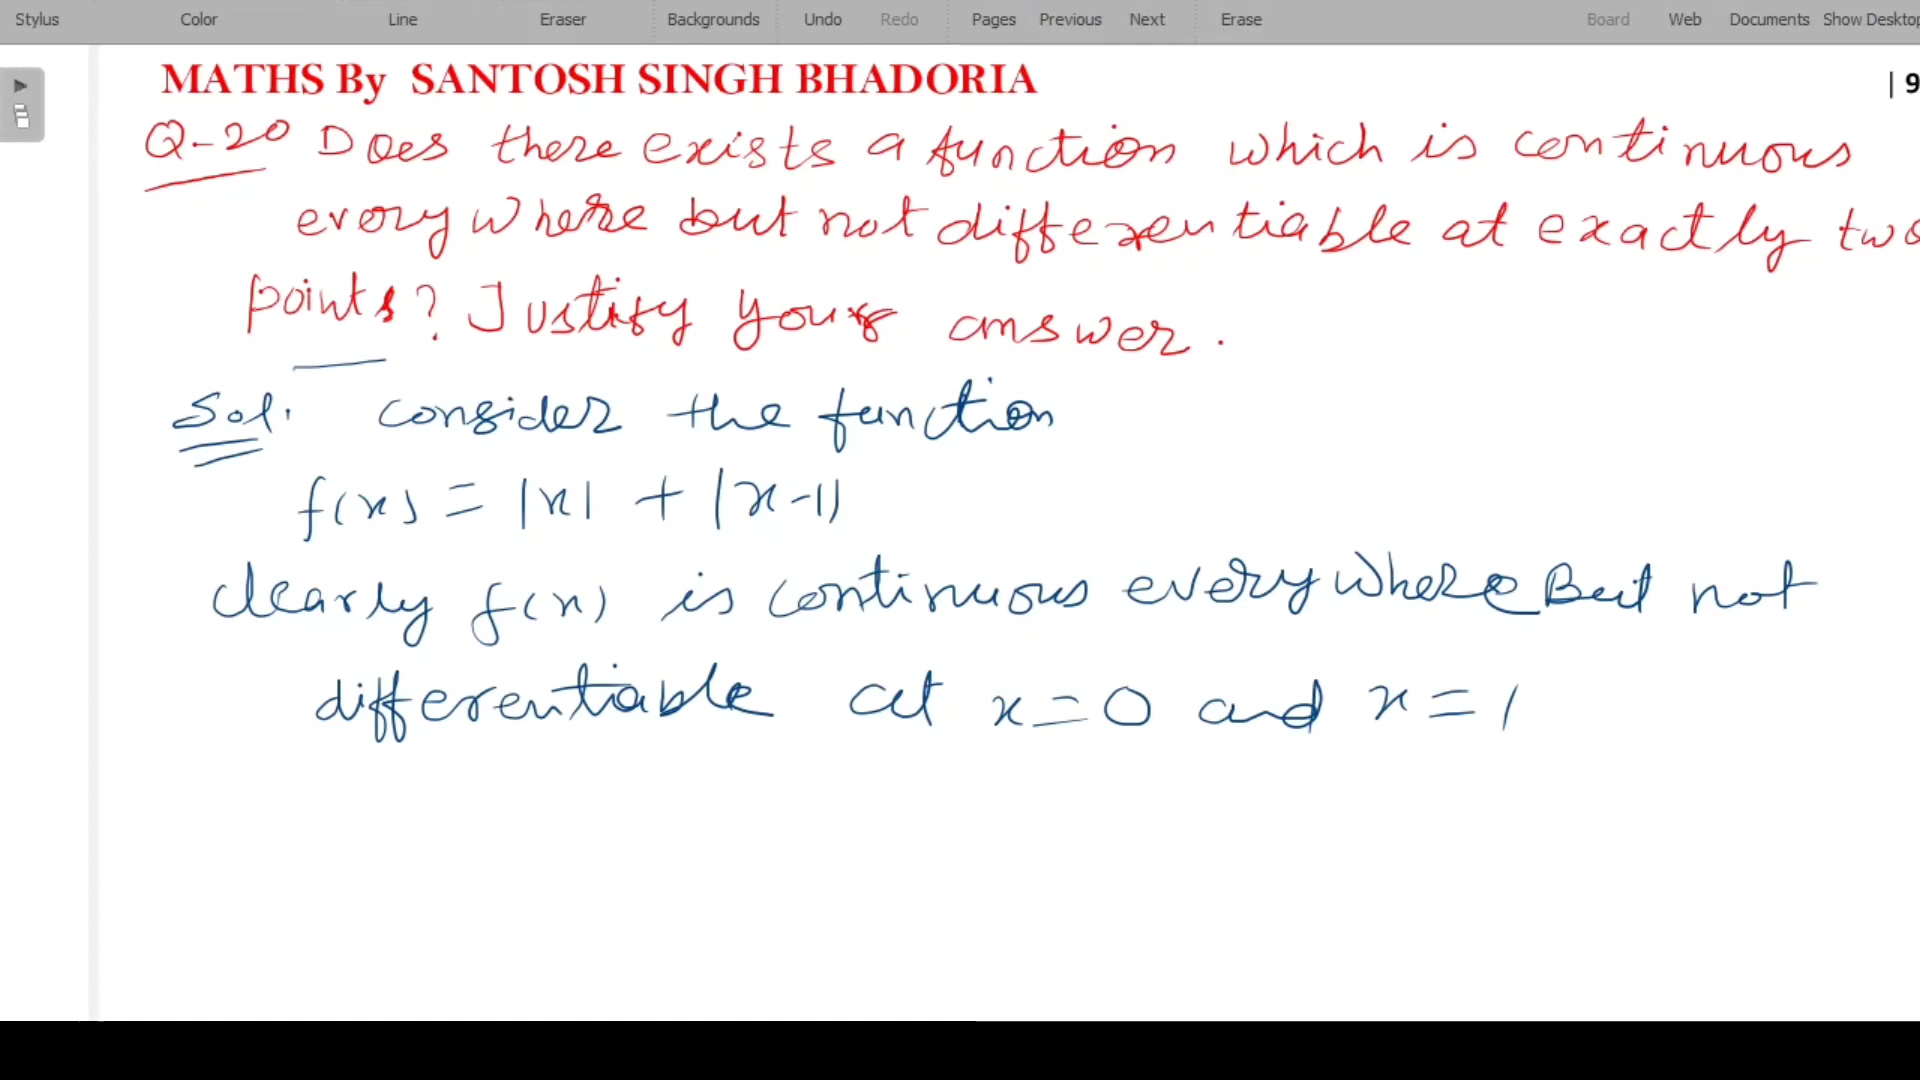 Stylus Color Line Eraser Backgrounds Undo Redo Pages Previous Next Erase Board Web Documents Show Desktop
MATHS By SANTOSH SINGH BHADORIA | 9
Q-20 Does there exists a function which is continuous
everywhere but not differentiable at exactly two
points? Justify your answer.
Sol. consider the function
f(x) = |x| + |x-1|
clearly f(x) is continuous everywhere But not
differentiable at x=0 and x=1